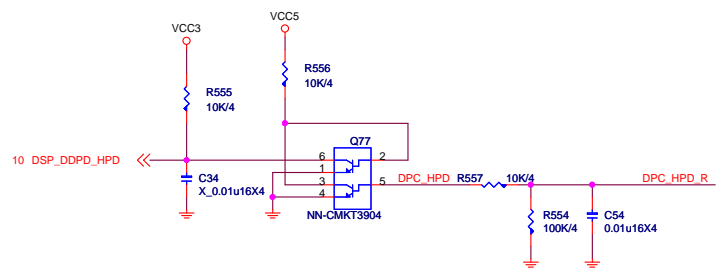 VCC3
VCC5
R555
10K/4
R556
10K/4
Q77
10 DSP_DDPD_HPD
6
2
1
3
5
4
C34
X_0.01u16X4
NN-CMKT3904
DPC_HPD
R557
10K/4
DPC_HPD_R
R554
100K/4
C54
0.01u16X4